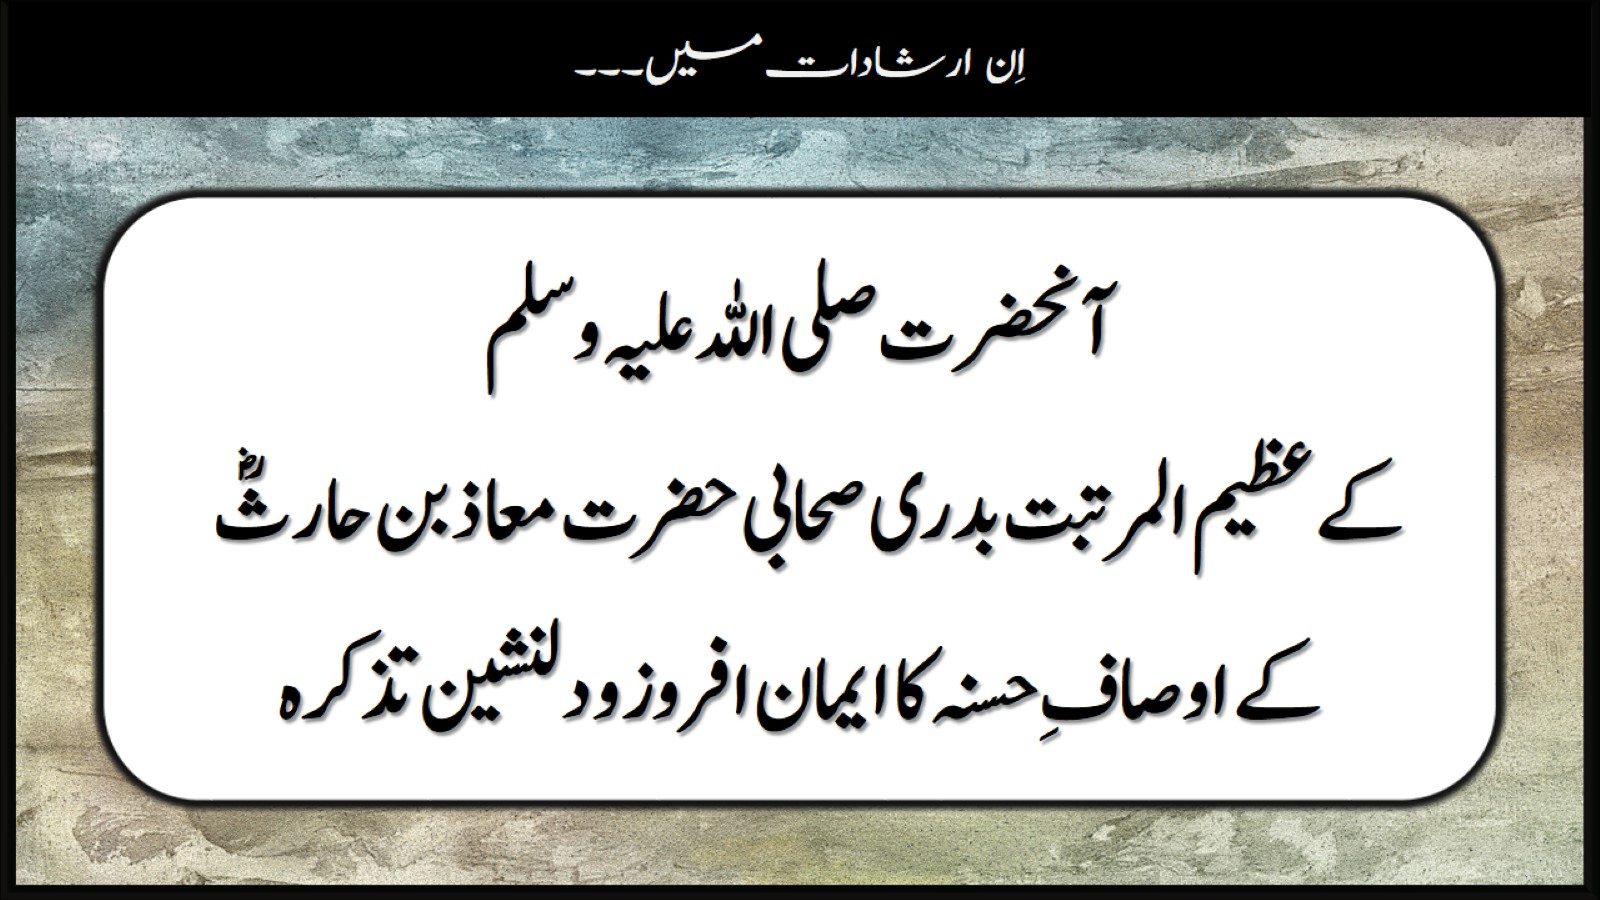 اِن ارشادات میں۔۔۔
آنحضرت صلی اللہ علیہ وسلم
کے عظیم المرتبت بدری صحابی حضرت معاذ بن حارثؓ
کے اوصافِ حسنہ کا ایمان افروز و دلنشین تذکرہ